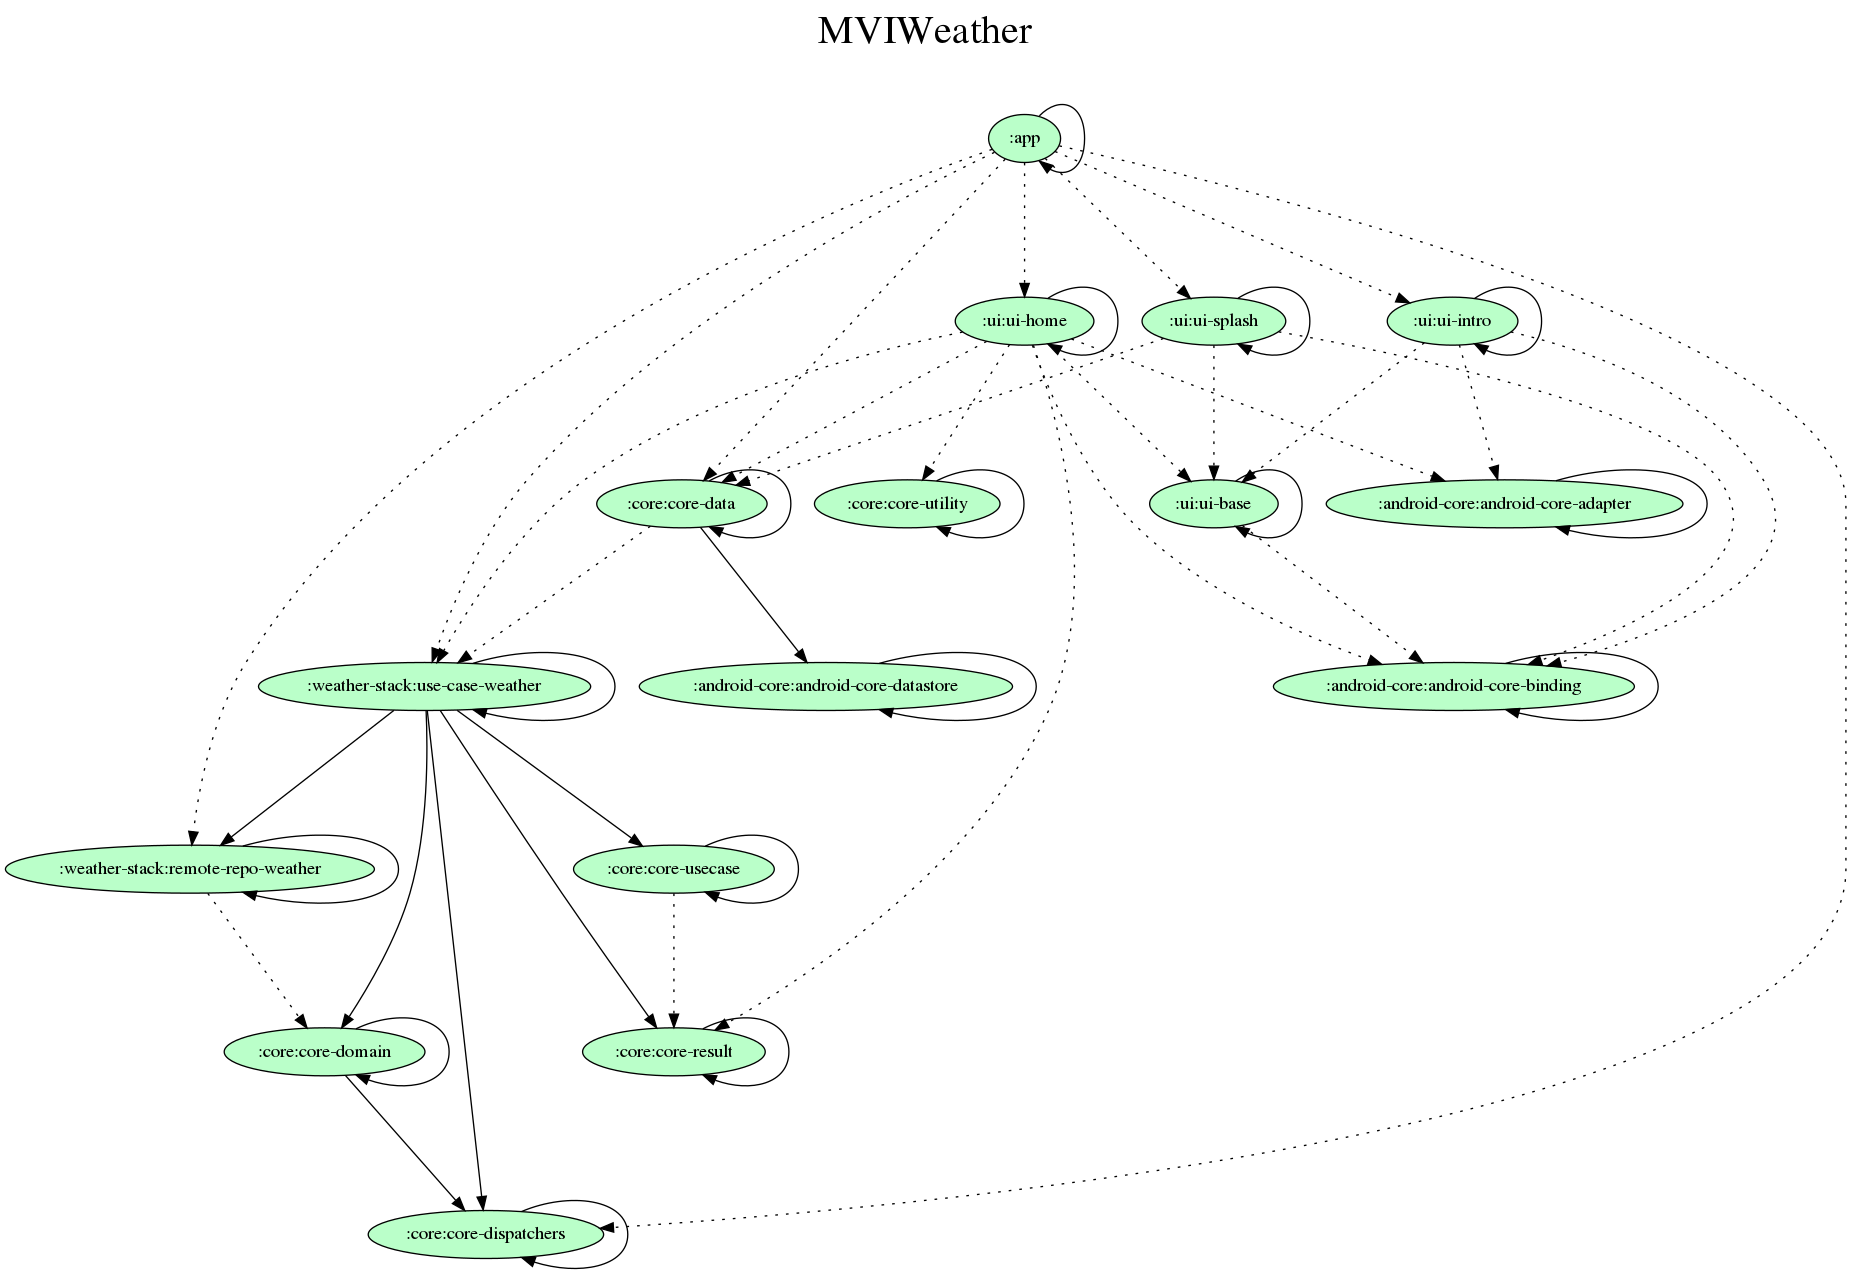 MVIWeather
:app
:ui:ui-home
:ui:ui-splash
:ui:ui-intro
:core:core-data
:core:core-utility
:ui:ui-base
:android-core:android-core-adapter
:weather-stack:use-case-weather
:android-core:android-core-datastore
:android-core:android-core-binding
:weather-stack:remote-repo-weather
:core:core-usecase
:core:core-domain
:core:core-result
:core:core-dispatchers